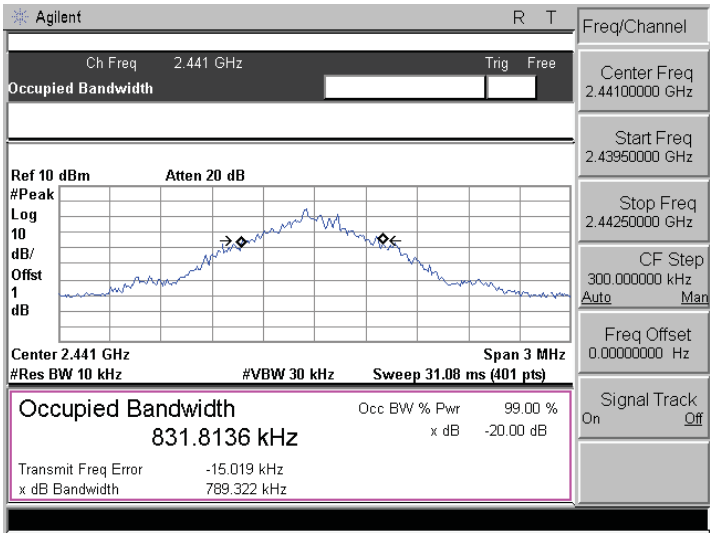 Agilent
R T
Freq/Channel
Ch Freq 2.441 GHz
Trig Free
Occupied Bandwidth
Center Freq
2.44100000 GHz
Start Freq
2.43950000 GHz
Stop Freq
2.44250000 GHz
CF Step
300.000000 kHz
Auto Man
Freq Offset
0.00000000 Hz
Signal Track
On Off
Ref 10 dBm
Atten 20 dB
#Peak
Log
10
dB/
Offst
1
dB
Center 2.441 GHz
Span 3 MHz
#Res BW 10 kHz
#VBW 30 kHz
Sweep 31.08 ms (401 pts)
Occupied Bandwidth
831.8136 kHz
Occ BW % Pwr 99.00 %
x dB -20.00 dB
Transmit Freq Error -15.019 kHz
x dB Bandwidth 789.322 kHz